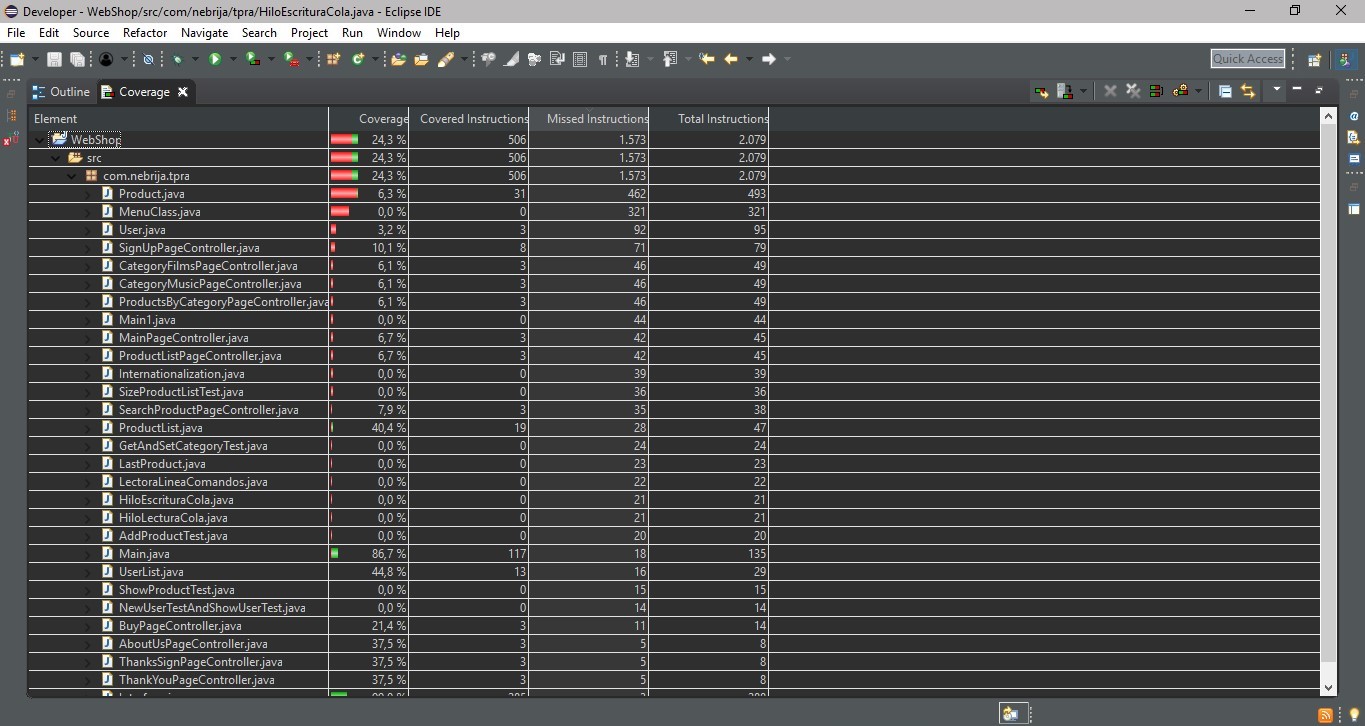 Developer - WebShop/src/com/nebrija/tpra/HiloEscrituraCola.java - Eclipse IDE
File Edit Source Refactor Navigate Search Project Run Window Help
Quick Access
Outline Coverage
Element Coverage Covered Instructions Missed Instructions Total Instructions
WebShop 24,3 % 506 1.573 2.079
src 24,3 % 506 1.573 2.079
com.nebrija.tpra 24,3 % 506 1.573 2.079
Product.java 6,3 % 31 462 493
MenuClass.java 0,0 % 0 321 321
User.java 3,2 % 3 92 95
SignUpPageController.java 10,1 % 8 71 79
CategoryFilmsPageController.java 6,1 % 3 46 49
CategoryMusicPageController.java 6,1 % 3 46 49
ProductsByCategoryPageController.java 6,1 % 3 46 49
Main1.java 0,0 % 0 44 44
MainPageController.java 6,7 % 3 42 45
ProductListPageController.java 6,7 % 3 42 45
Internationalization.java 0,0 % 0 39 39
SizeProductListTest.java 0,0 % 0 36 36
SearchProductPageController.java 7,9 % 3 35 38
ProductList.java 40,4 % 19 28 47
GetAndSetCategoryTest.java 0,0 % 0 24 24
LastProduct.java 0,0 % 0 23 23
LectoraLineaComandos.java 0,0 % 0 22 22
HiloEscrituraCola.java 0,0 % 0 21 21
HiloLecturaCola.java 0,0 % 0 21 21
AddProductTest.java 0,0 % 0 20 20
Main.java 86,7 % 117 18 135
UserList.java 44,8 % 13 16 29
ShowProductTest.java 0,0 % 0 15 15
NewUserTestAndShowUserTest.java 0,0 % 0 14 14
BuyPageController.java 21,4 % 3 11 14
AboutUsPageController.java 37,5 % 3 5 8
ThanksSignPageController.java 37,5 % 3 5 8
ThankYouPageController.java 37,5 % 3 5 8